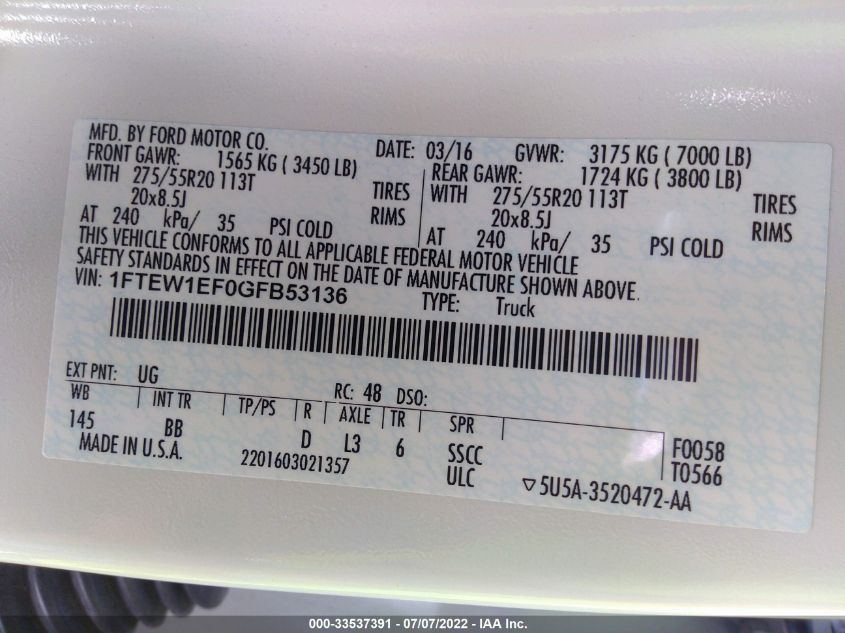 MFD. BY FORD MOTOR CO. DATE: 03/16 GVWR: 3175 KG ( 7000 LB)
FRONT GAWR: 1565 KG ( 3450 LB) REAR GAWR: 1724 KG ( 3800 LB)
WITH 275/55R20 113T TIRES WITH 275/55R20 113T TIRES
20x8.5J RIMS 20x8.5J RIMS
AT 240 kPa/ 35 PSI COLD AT 240 kPa/ 35 PSI COLD
THIS VEHICLE CONFORMS TO ALL APPLICABLE FEDERAL MOTOR VEHICLE
SAFETY STANDARDS IN EFFECT ON THE DATE OF MANUFACTURE SHOWN ABOVE.
VIN: 1FTEW1EF0GFB53136 TYPE: Truck
EXT PNT: UG RC: 48 DSO:
WB INT TR TP/PS R AXLE TR SPR
145 BB D L3 6 SSCC F0058
MADE IN U.S.A. 2201603021357 ULC T0566
▽5U5A-3520472-AA
000-33537391 - 07/07/2022 - IAA Inc.